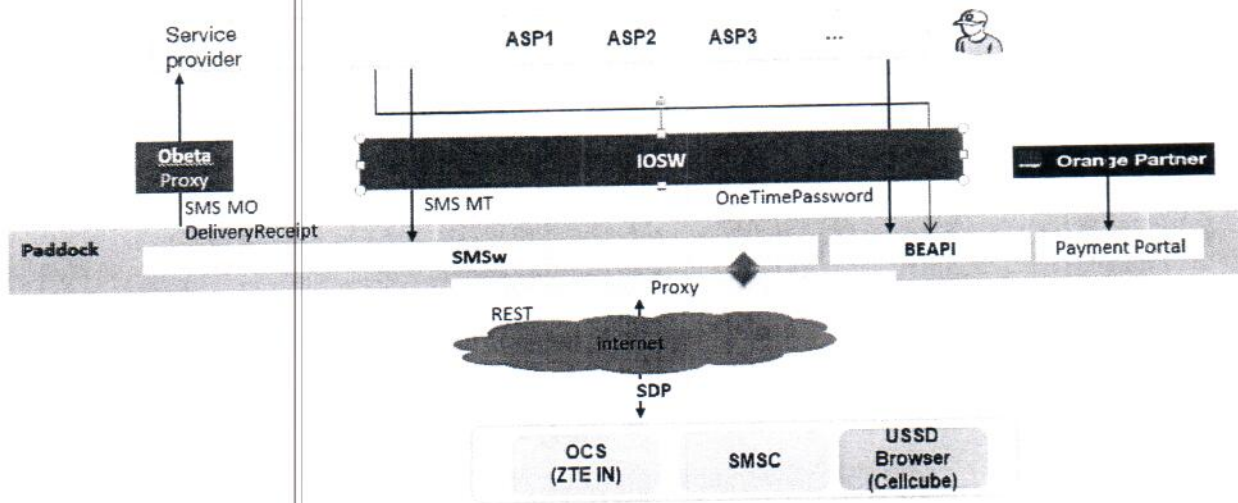 Service
provider
ASP1 ASP2 ASP3 ...
Obeta
Proxy
IOSW
Orange Partner
SMS MO
DeliveryReceipt
SMS MT
OneTimePassword
Paddock
SMSw
BEAPI
Payment Portal
Proxy
REST
internet
SDP
OCS
(ZTE IN)
SMSC
USSD
Browser
(Cellcube)